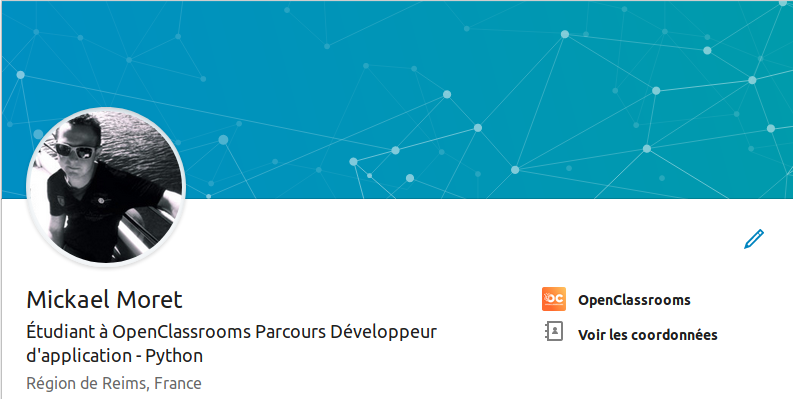 Mickael Moret
Étudiant à OpenClassrooms Parcours Développeur
d'application - Python
Région de Reims, France
OC
OpenClassrooms
Voir les coordonnées